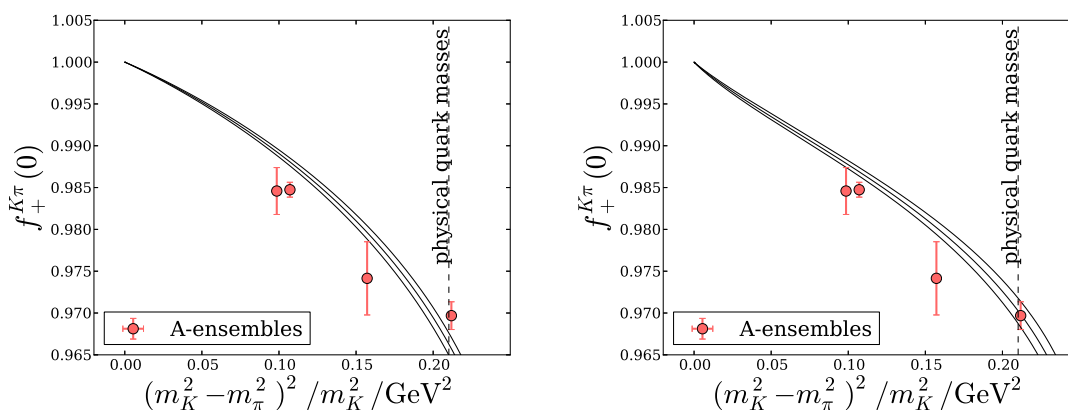 1.000
0.995
0.990
0.985
0.980
0.975
0.970
0.965
f_+^{Kπ}(0)
physical quark masses
A-ensembles
0.00 0.05 0.10 0.15 0.20
(m_K^2 −m_π^2)^2 /m_K^2 /GeV^2
1.000
0.995
0.990
0.985
0.980
0.975
0.970
0.965
f_+^{Kπ}(0)
physical quark masses
A-ensembles
0.00 0.05 0.10 0.15 0.20
(m_K^2 −m_π^2)^2 /m_K^2 /GeV^2